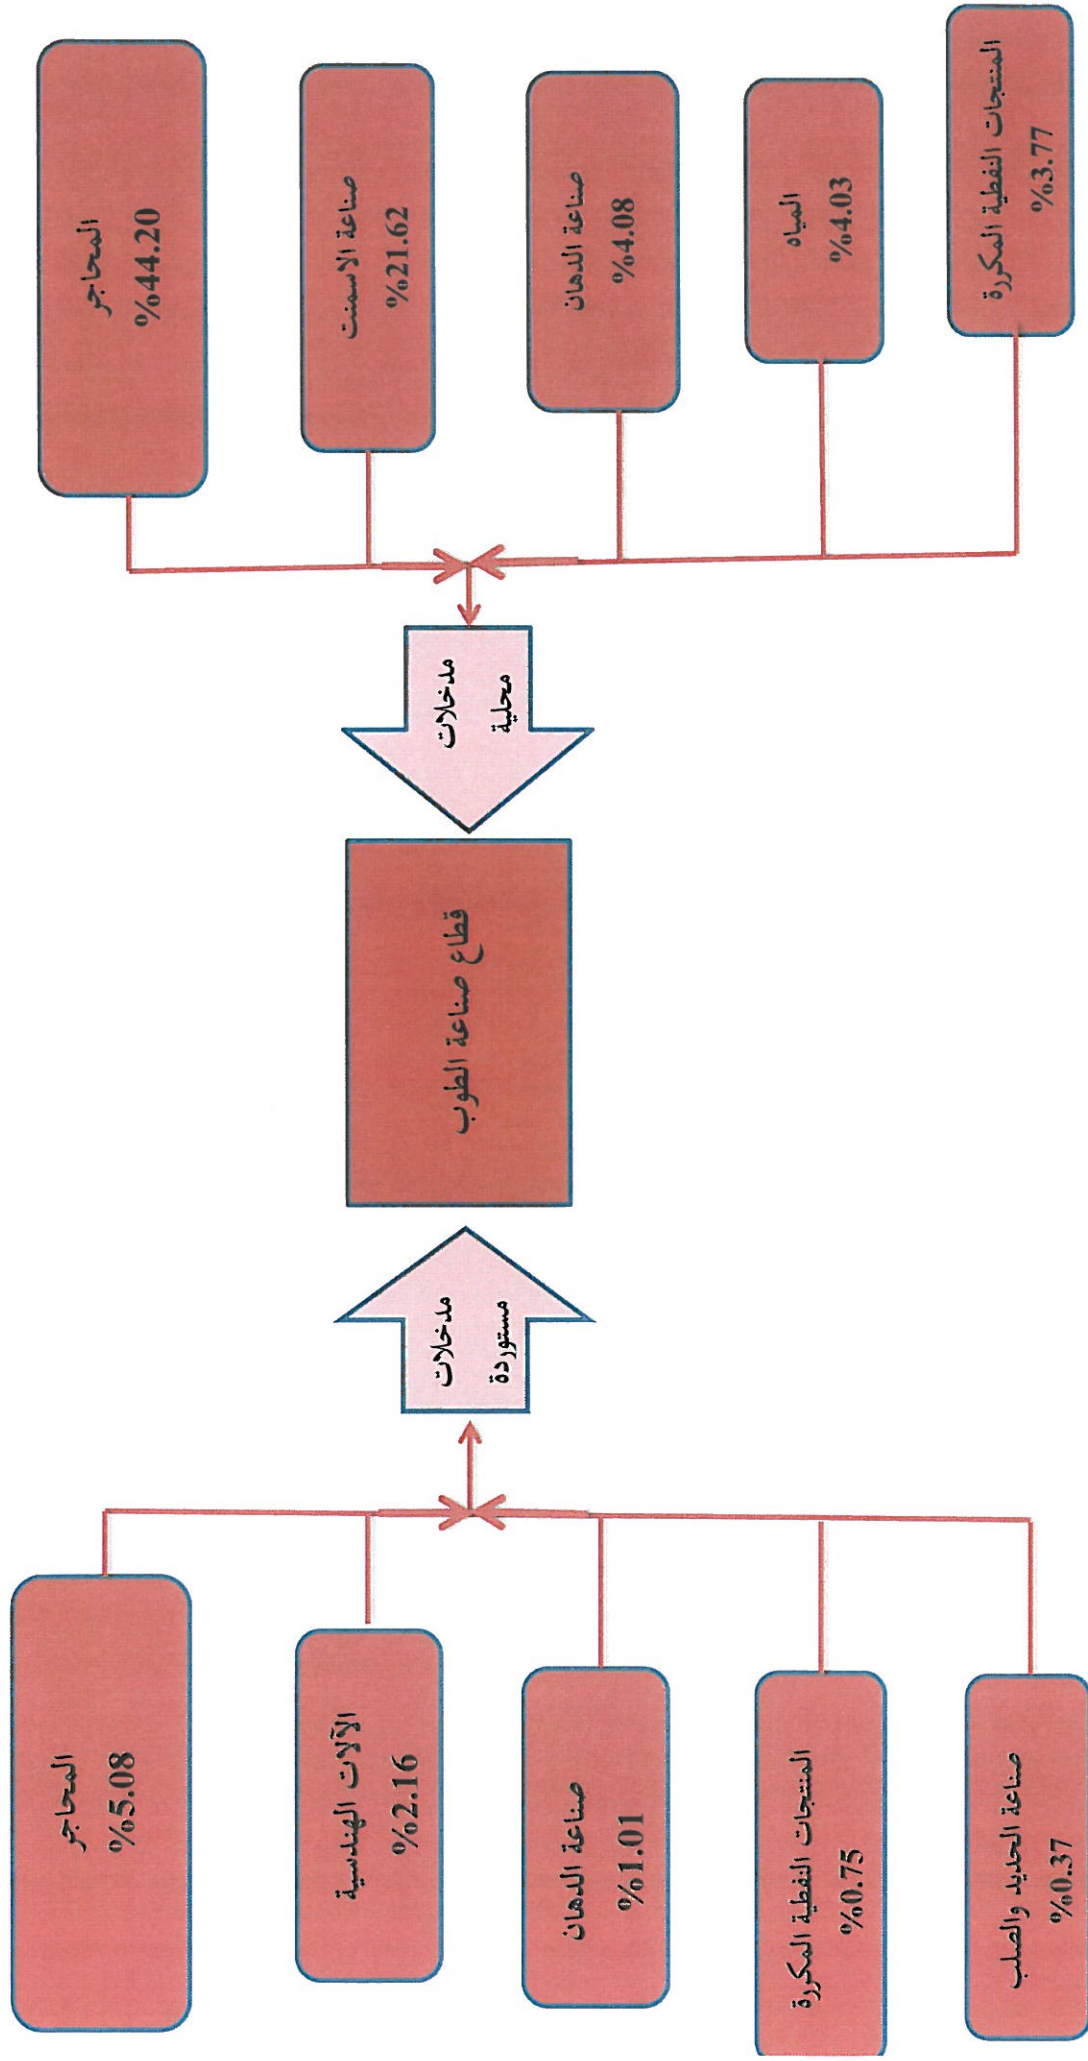 المحاجر
%44.20
صناعة الاسمنت
%21.62
صناعة الدهان
%4.08
المياه
%4.03
المنتجات النفطية المكررة
%3.77
مدخلات
محلية
قطاع صناعة الطوب
مدخلات
مستوردة
المحاجر
%5.08
الآلات الهندسية
%2.16
صناعة الدهان
%1.01
المنتجات النفطية المكررة
%0.75
صناعة الحديد والصلب
%0.37